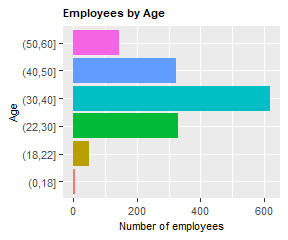 Employees by Age
(50,60]
(40,50]
(30,40]
(22,30]
(18,22]
(0,18]
Age
0 200 400 600
Number of employees